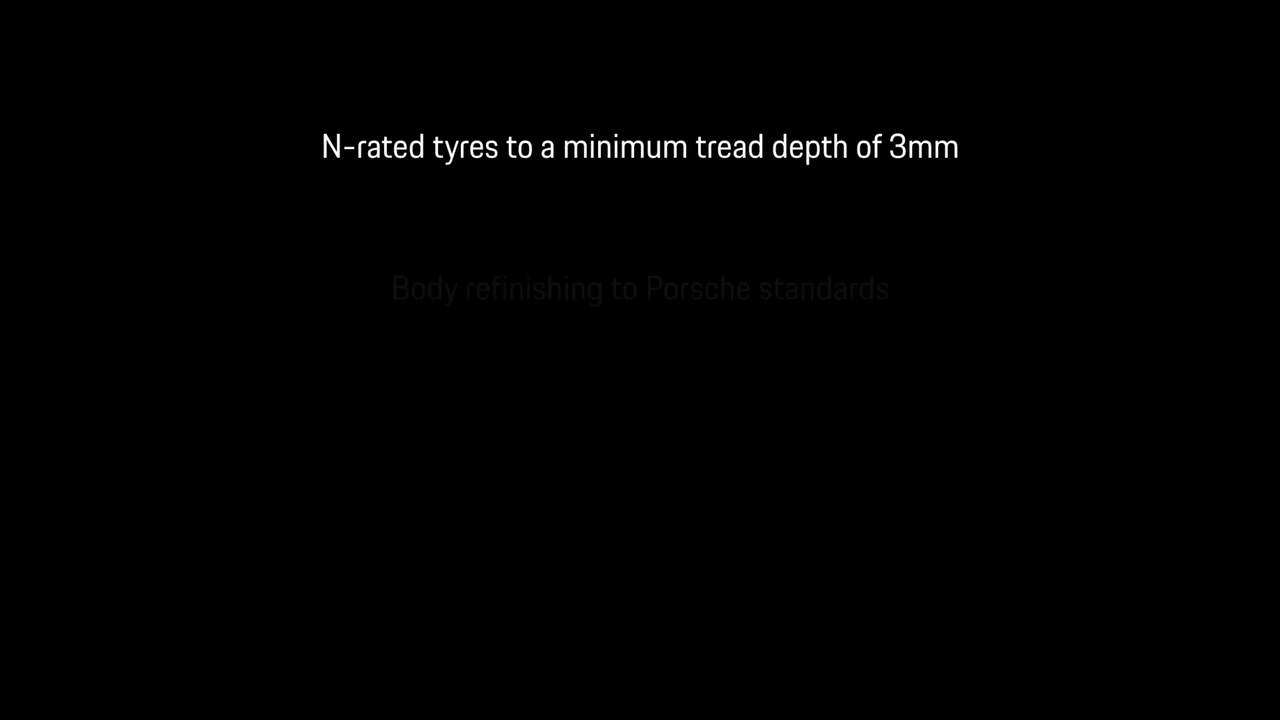 N-rated tyres to a minimum tread depth of 3mm
Body refinishing to Porsche standards